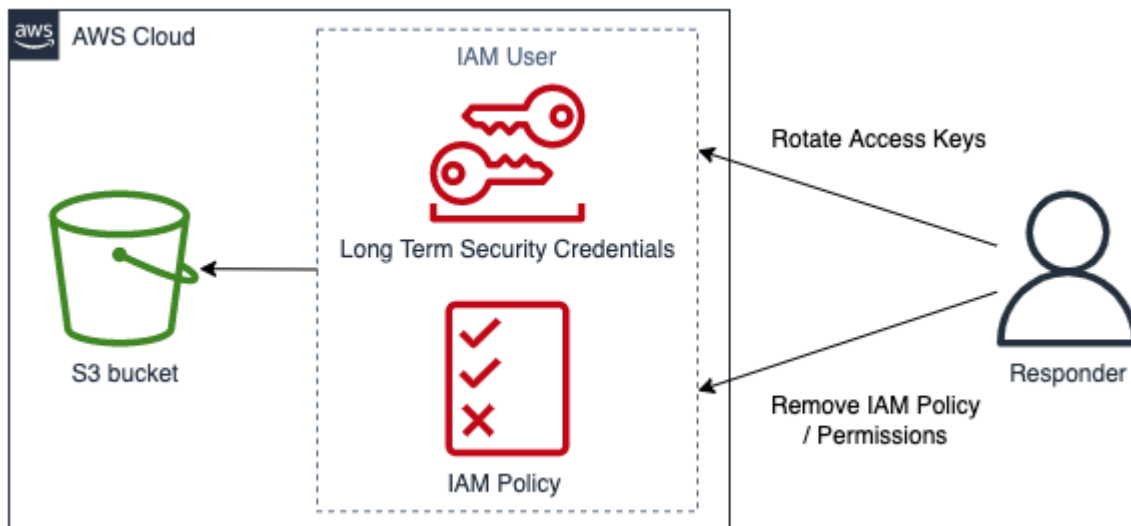 aws
AWS Cloud
IAM User
Rotate Access Keys
Long Term Security Credentials
S3 bucket
Responder
Remove IAM Policy
/ Permissions
IAM Policy